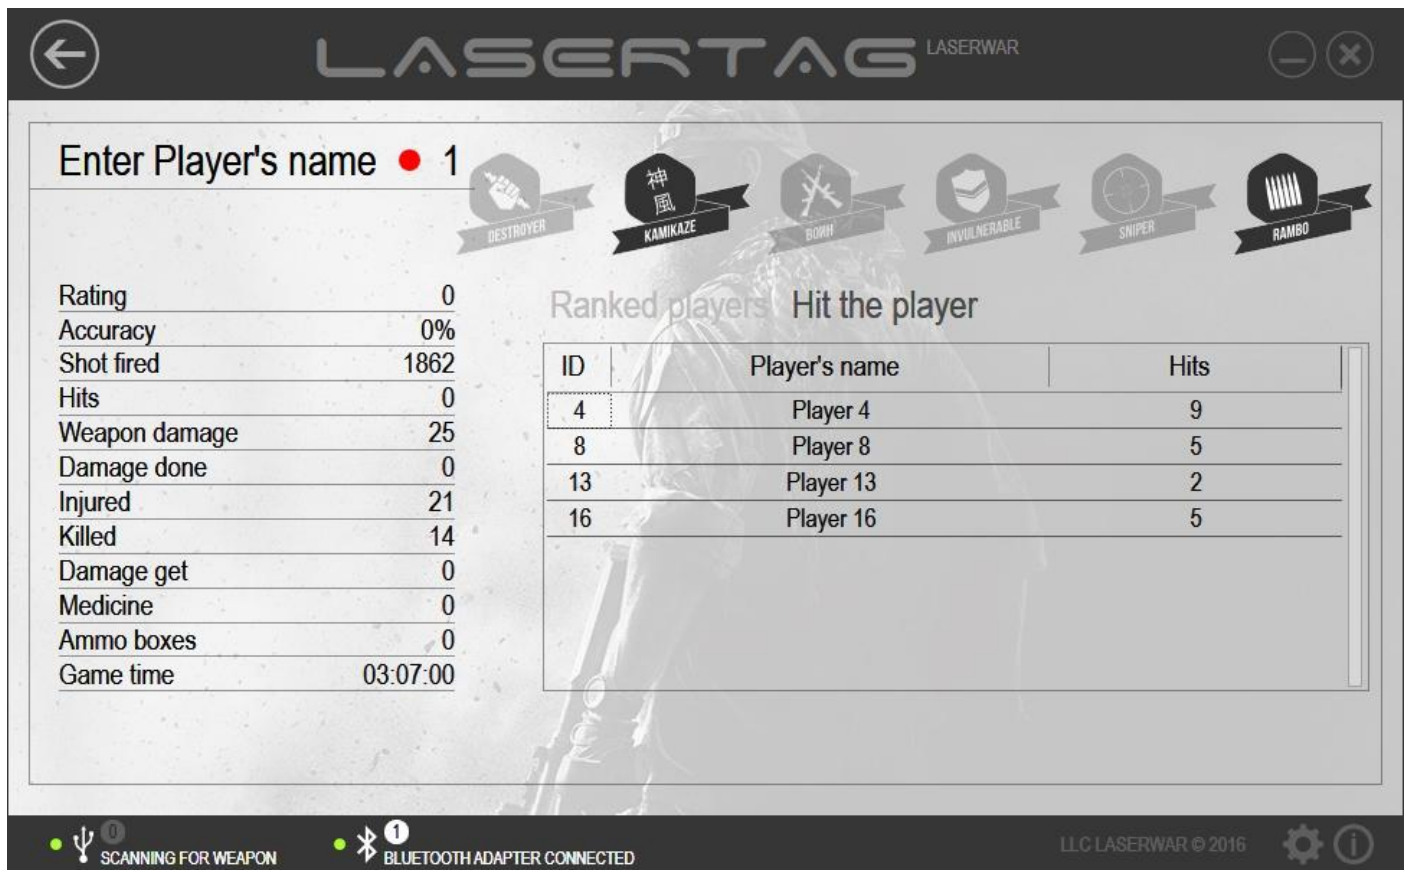 LASERTAG LASERWAR
Enter Player's name 1
DESTROYER
神風
KAMIKAZE
ВОИН
INVULNERABLE
SNIPER
RAMBO
Rating 0
Accuracy 0%
Shot fired 1862
Hits 0
Weapon damage 25
Damage done 0
Injured 21
Killed 14
Damage get 0
Medicine 0
Ammo boxes 0
Game time 03:07:00
Ranked players Hit the player
ID Player's name Hits
4 Player 4 9
8 Player 8 5
13 Player 13 2
16 Player 16 5
0
SCANNING FOR WEAPON
1
BLUETOOTH ADAPTER CONNECTED
LLC LASERWAR © 2016